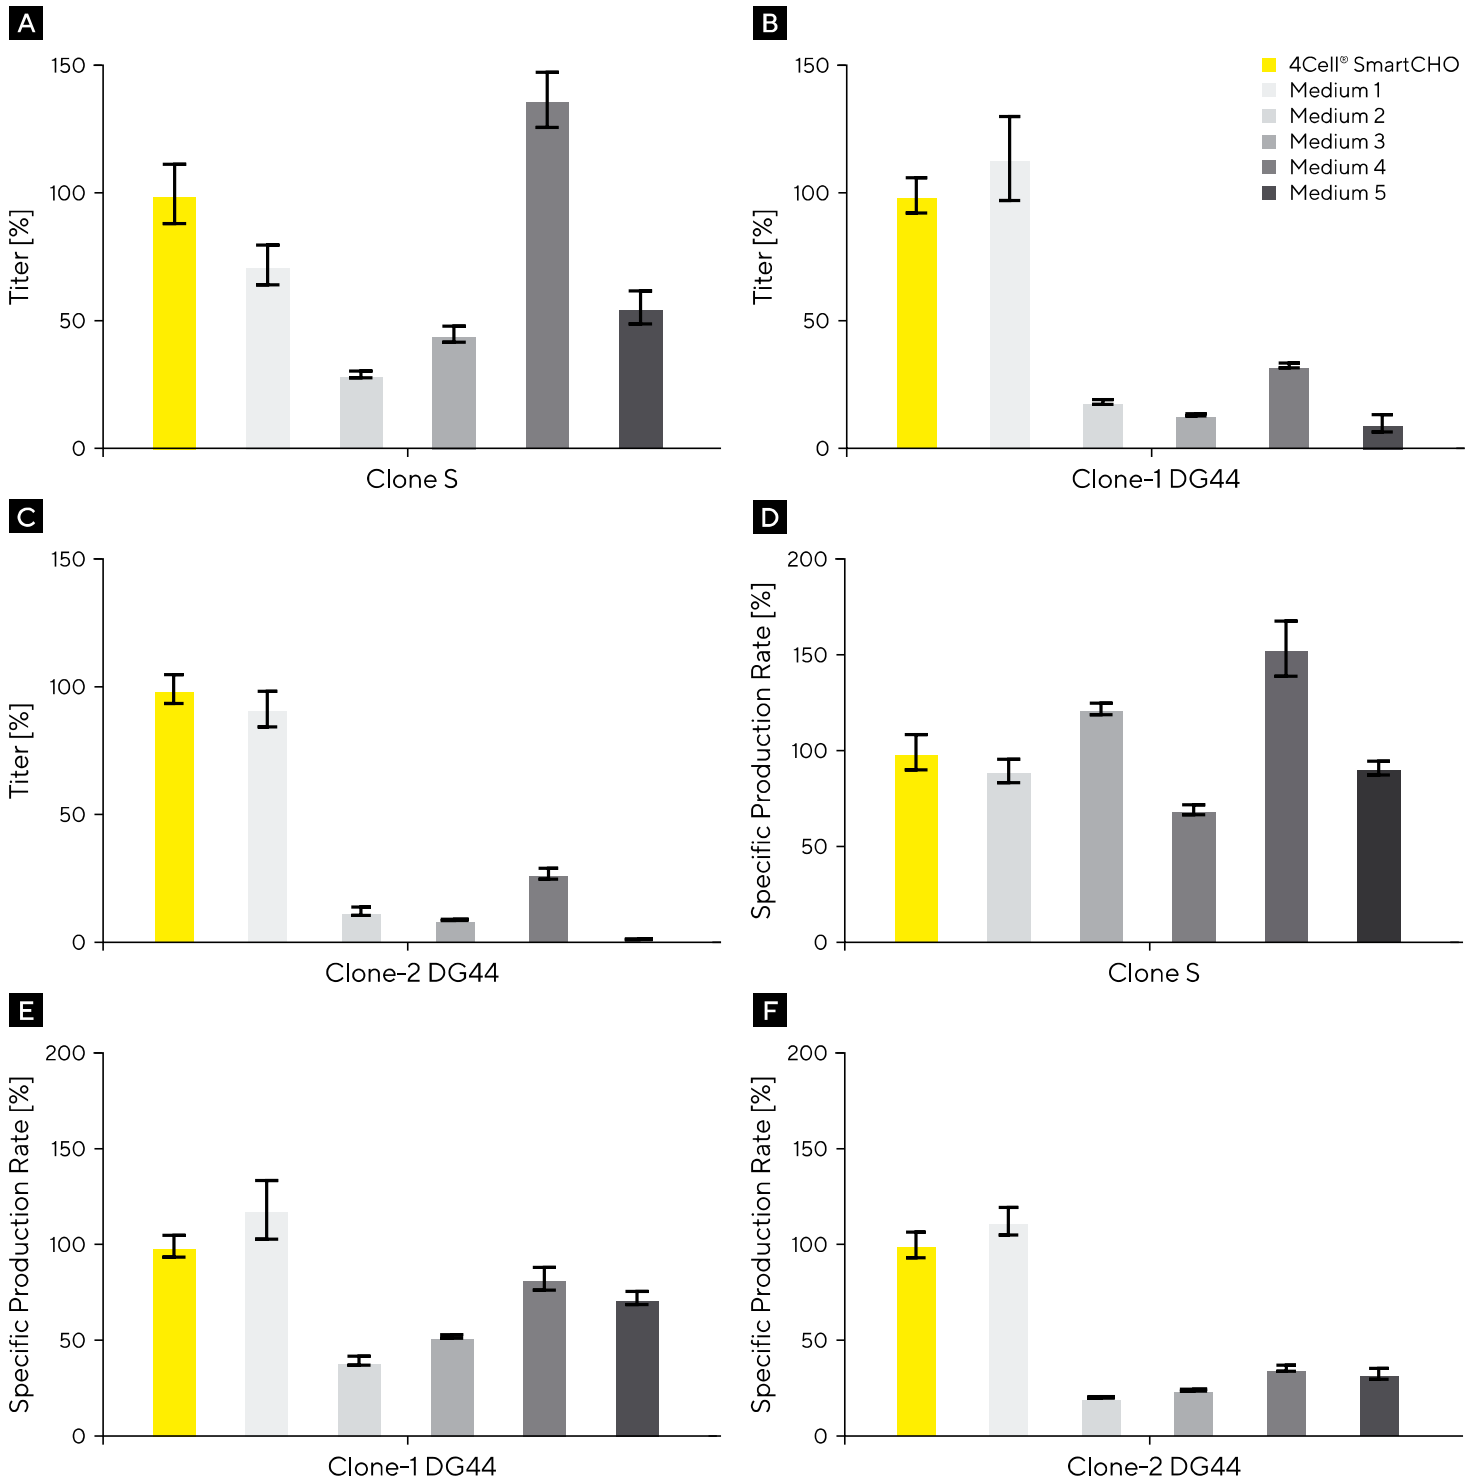 A
150
100
50
0
Titer [%]
Clone S
B
150
100
50
0
Titer [%]
Clone-1 DG44
4Cell® SmartCHO
Medium 1
Medium 2
Medium 3
Medium 4
Medium 5
C
150
100
50
0
Titer [%]
Clone-2 DG44
D
200
150
100
50
0
Specific Production Rate [%]
Clone S
E
200
150
100
50
0
Specific Production Rate [%]
Clone-1 DG44
F
200
150
100
50
0
Specific Production Rate [%]
Clone-2 DG44